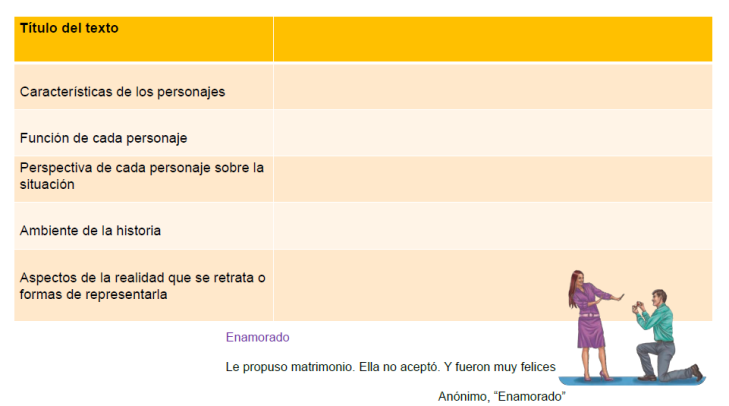 Título del texto
Características de los personajes
Función de cada personaje
Perspectiva de cada personaje sobre la
situación
Ambiente de la historia
Aspectos de la realidad que se retrata o
formas de representarla
Enamorado
Le propuso matrimonio. Ella no aceptó. Y fueron muy felices
Anónimo, “Enamorado”